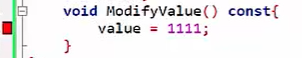 void ModifyValue() const{
value = 1111;
}